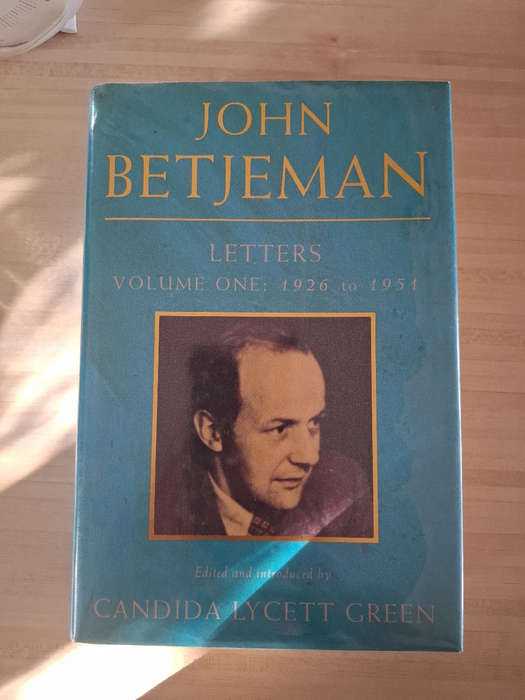 JOHN
BETJEMAN
LETTERS
VOLUME ONE: 1926 to 1951
Edited and introduced by
CANDIDA LYCETT GREEN